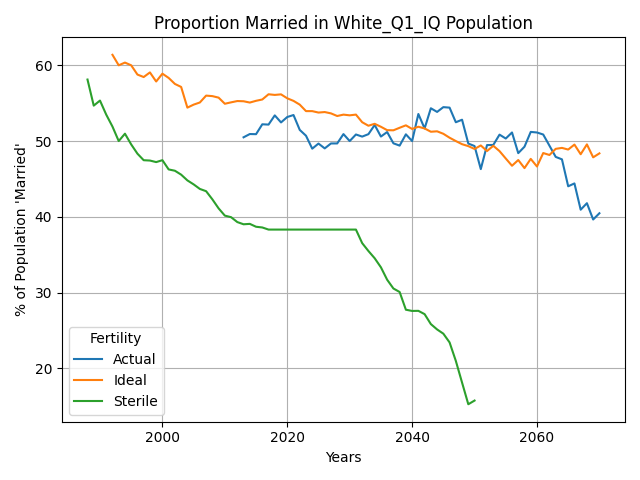 Proportion Married in White_Q1_IQ Population
% of Population 'Married'
60
50
40
30
20
Fertility
Actual
Ideal
Sterile
2000 2020 2040 2060
Years